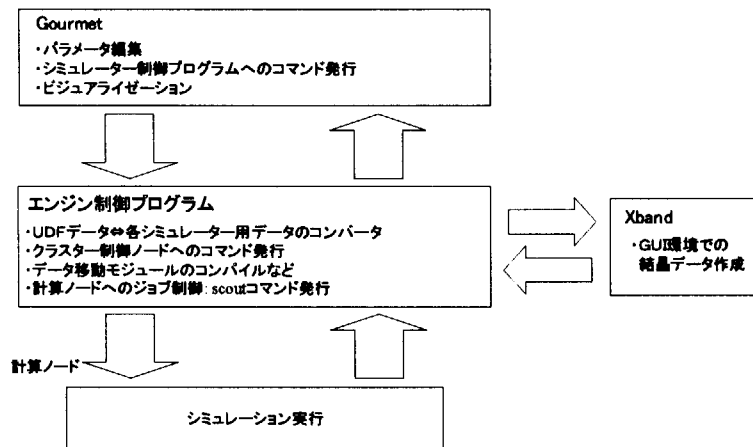 Gourmet
・パラメータ編集
・シミュレーター制御プログラムへのコマンド発行
・ビジュアライゼーション
エンジン制御プログラム
・UDFデータ⇔各シミュレーター用データのコンバータ
・クラスター制御ノードへのコマンド発行
・データ移動モジュールのコンパイルなど
・計算ノードへのジョブ制御: scoutコマンド発行
Xband
・GUI環境での
結晶データ作成
計算ノード
シミュレーション実行